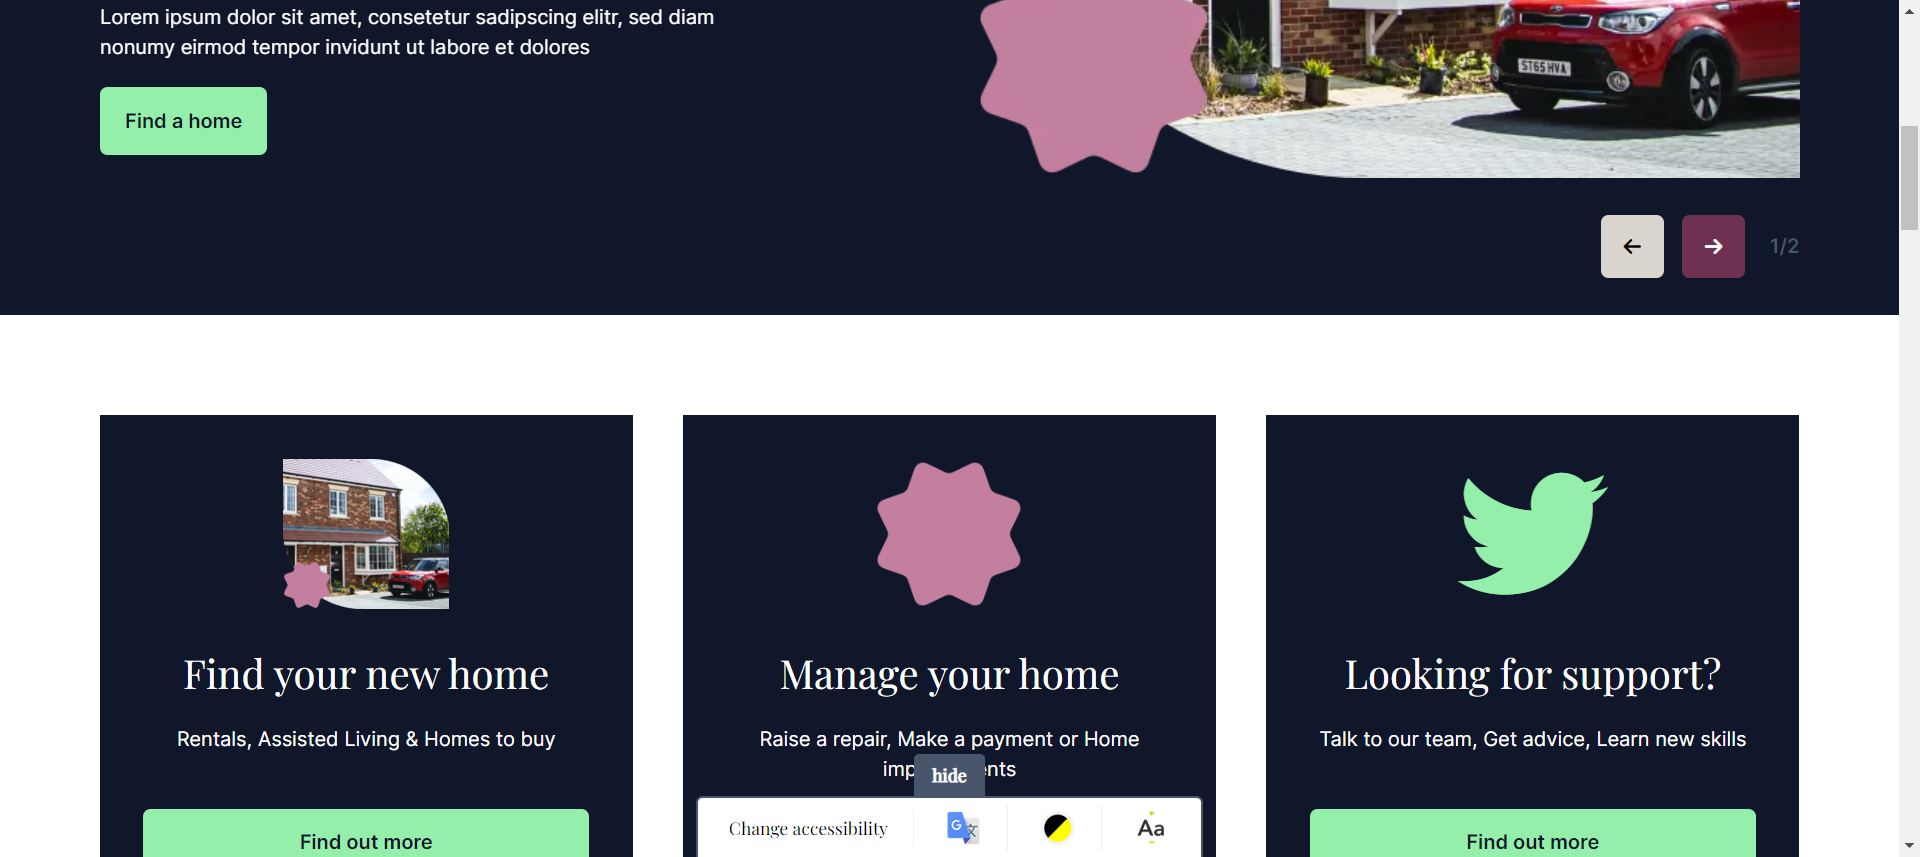 Lorem ipsum dolor sit amet, consetetur sadipscing elitr, sed diam
nonumy eirmod tempor invidunt ut labore et dolores
Find a home
ST65 HVA
1/2
Find your new home
Rentals, Assisted Living & Homes to buy
Find out more
Manage your home
Raise a repair, Make a payment or Home
hide
Change accessibility
Aa
Looking for support?
Talk to our team, Get advice, Learn new skills
Find out more